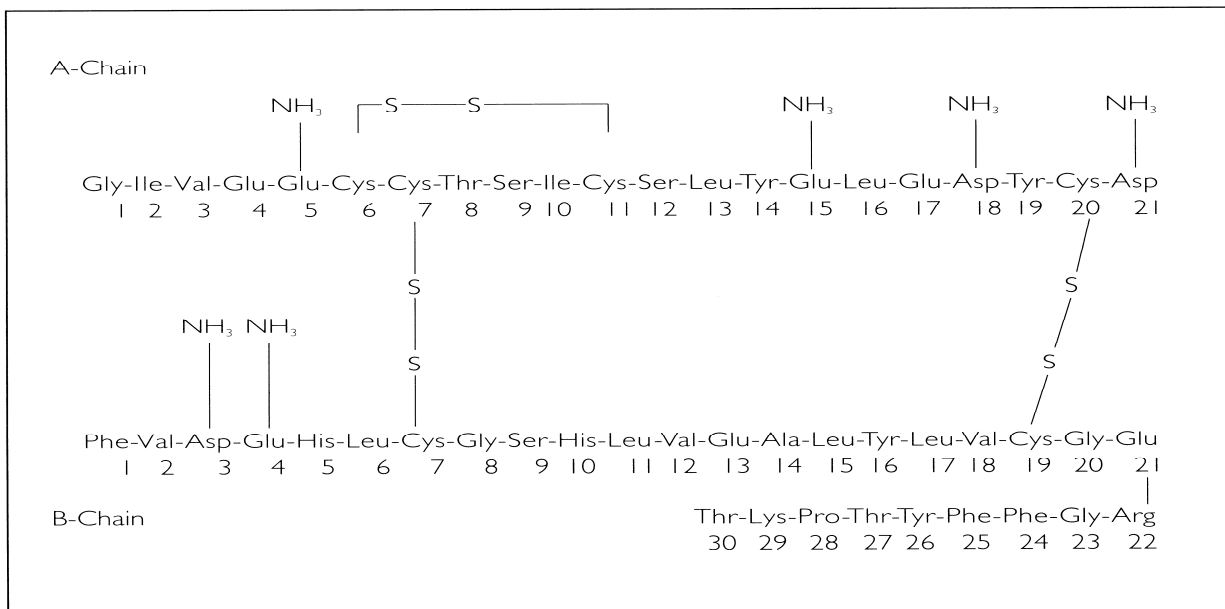 A-Chain
NH₃ S S NH₃ NH₃ NH₃
Gly-Ile-Val-Glu-Glu-Cys-Cys-Thr-Ser-Ile-Cys-Ser-Leu-Tyr-Glu-Leu-Glu-Asp-Tyr-Cys-Asp
1 2 3 4 5 6 7 8 9 10 11 12 13 14 15 16 17 18 19 20 21
S S
NH₃ NH₃
S S
Phe-Val-Asp-Glu-His-Leu-Cys-Gly-Ser-His-Leu-Val-Glu-Ala-Leu-Tyr-Leu-Val-Cys-Gly-Glu
1 2 3 4 5 6 7 8 9 10 11 12 13 14 15 16 17 18 19 20 21
B-Chain
Thr-Lys-Pro-Thr-Tyr-Phe-Phe-Gly-Arg
30 29 28 27 26 25 24 23 22